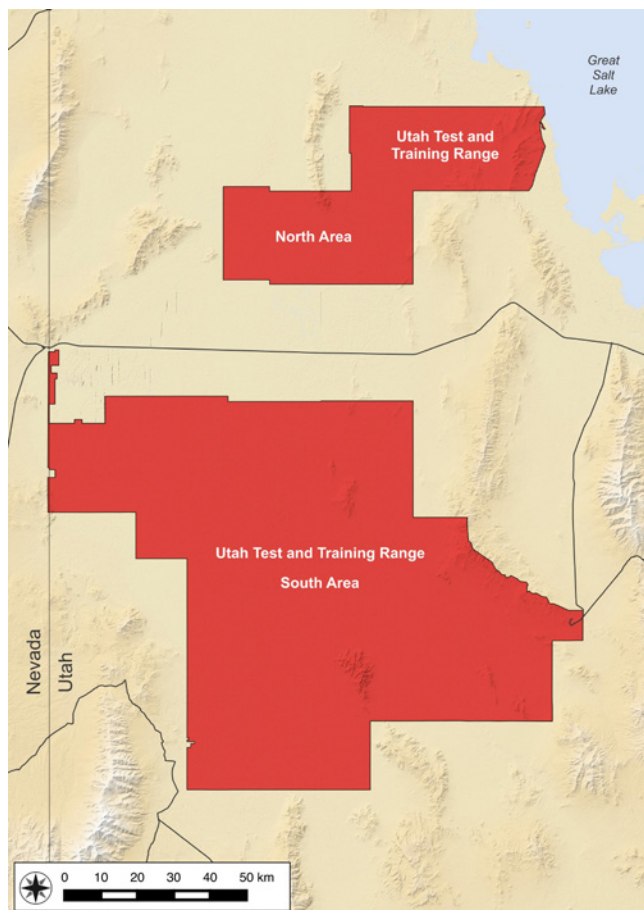 Great
Salt
Lake
Utah Test and
Training Range
North Area
Utah Test and Training Range
South Area
Nevada
Utah
0 10 20 30 40 50 km